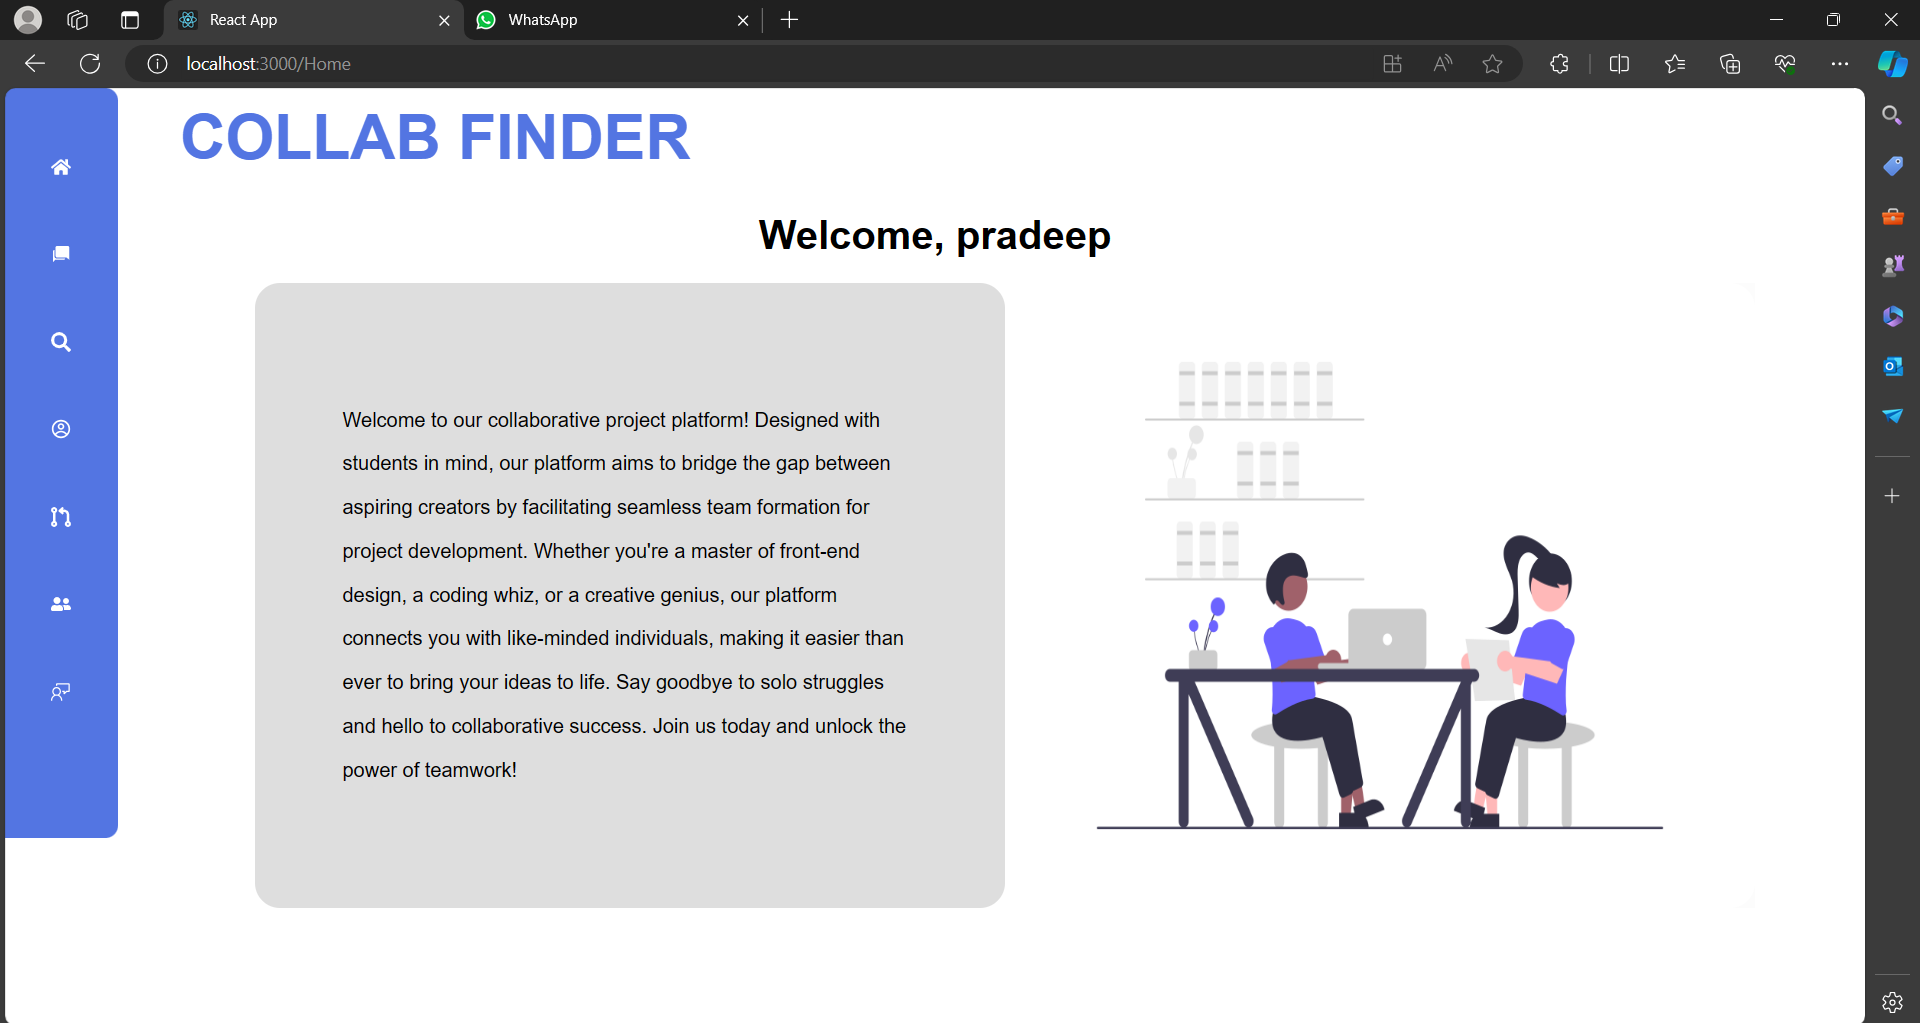 React App
WhatsApp
localhost:3000/Home
COLLAB FINDER
Welcome, pradeep
Welcome to our collaborative project platform! Designed with
students in mind, our platform aims to bridge the gap between
aspiring creators by facilitating seamless team formation for
project development. Whether you're a master of front-end
design, a coding whiz, or a creative genius, our platform
connects you with like-minded individuals, making it easier than
ever to bring your ideas to life. Say goodbye to solo struggles
and hello to collaborative success. Join us today and unlock the
power of teamwork!